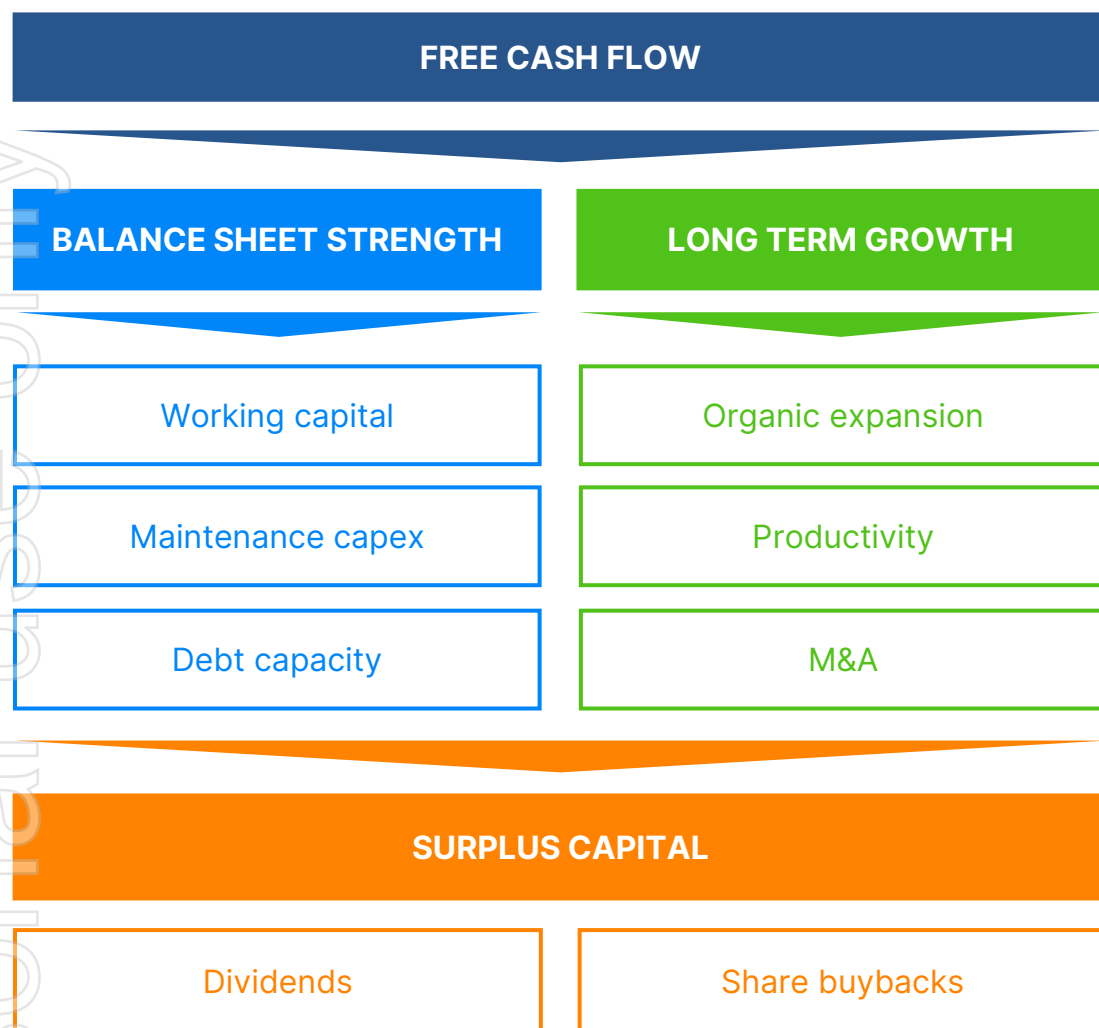 FREE CASH FLOW
BALANCE SHEET STRENGTH
LONG TERM GROWTH
Working capital
Organic expansion
Maintenance capex
Productivity
Debt capacity
M&A
SURPLUS CAPITAL
Dividends
Share buybacks